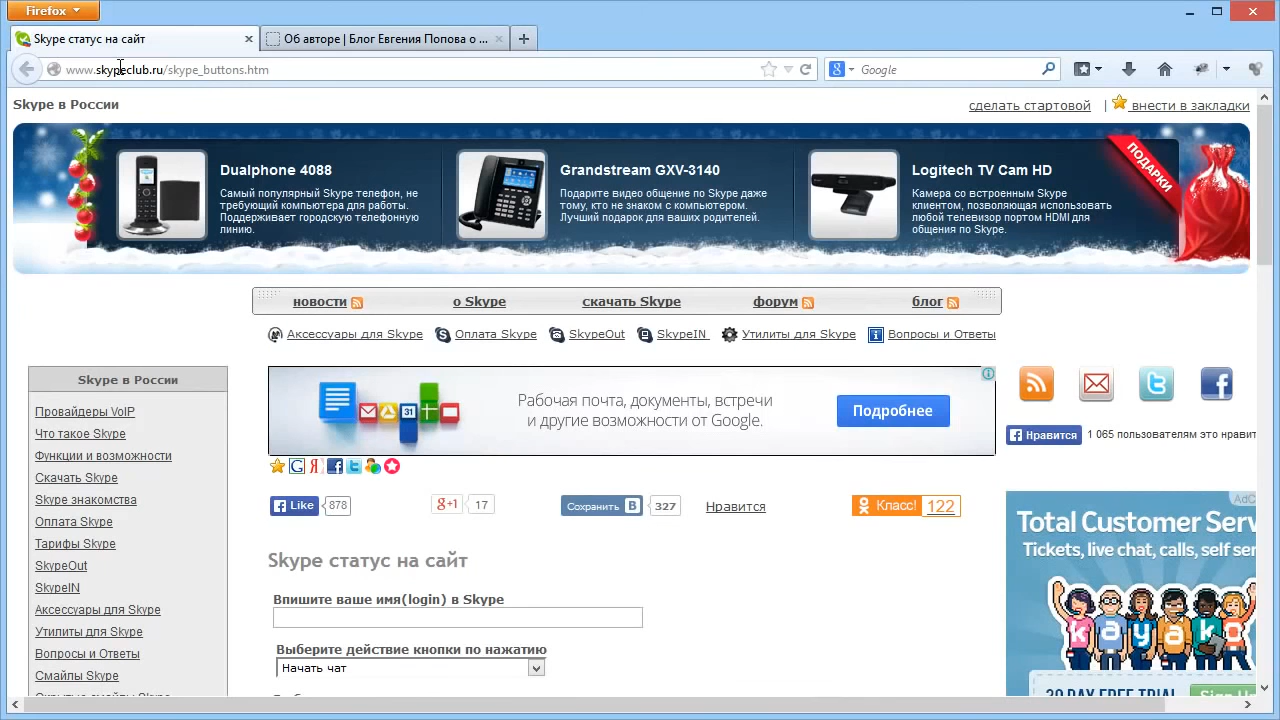 Firefox
Skype статус на сайт
Об авторе | Блог Евгения Попова о ...
www.skypeclub.ru/skype_buttons.htm
Google
Skype в России
сделать стартовой | внести в закладки
Dualphone 4088
Самый популярный Skype телефон, не
требующий компьютера для работы.
Поддерживает городскую телефонную
линию.
Grandstream GXV-3140
Подарите видео общение по Skype даже
тому, кто не знаком с компьютером.
Лучший подарок для ваших родителей.
Logitech TV Cam HD
Камера со встроенным Skype
клиентом, позволяющая использовать
любой телевизор портом HDMI для
общения по Skype.
ПОДАРКИ
новости
о Skype
скачать Skype
форум
блог
Аксессуары для Skype
Оплата Skype
SkypeOut
SkypeIN
Утилиты для Skype
Вопросы и Ответы
Skype в России
Провайдеры VoIP
Что такое Skype
Функции и возможности
Скачать Skype
Skype знакомства
Оплата Skype
Тарифы Skype
SkypeOut
SkypeIN
Аксессуары для Skype
Утилиты для Skype
Вопросы и Ответы
Смайлы Skype
31
Рабочая почта, документы, встречи
и другие возможности от Google.
Подробнее
Like 878
g+1 17
Сохранить В 327
Нравится
Класс! 122
Skype статус на сайт
Впишите ваше имя(login) в Skype
Выберите действие кнопки по нажатию
Начать чат
Нравится 1 065 пользователям это нравит
AdC
Total Customer Serv
Tickets, live chat, calls, self ser
kayako
30 DAY FREE TRIAL
Sign U